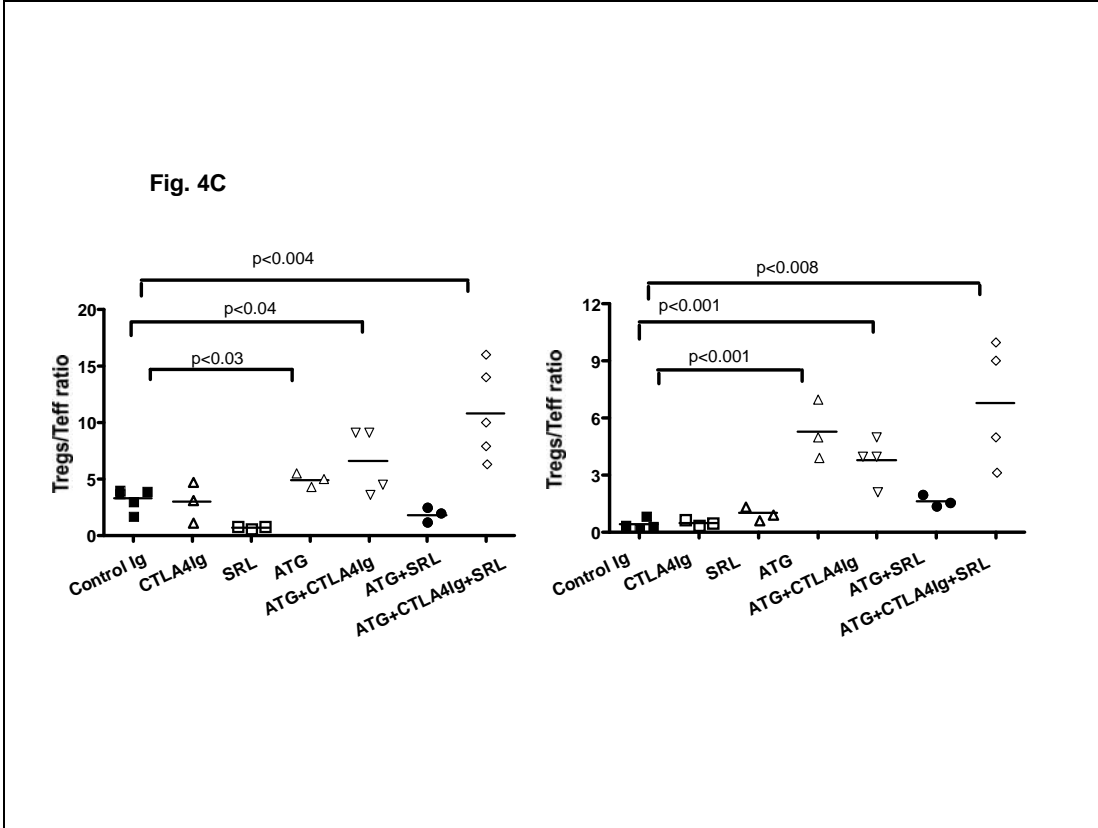 Fig. 4C
p<0.004
p<0.04
p<0.03
20
15
10
5
0
Tregs/Teff ratio
Control Ig
CTLA4Ig
SRL
ATG
ATG+CTLA4Ig
ATG+SRL
ATG+CTLA4Ig+SRL
p<0.008
p<0.001
p<0.001
12
9
6
3
0
Tregs/Teff ratio
Control Ig
CTLA4Ig
SRL
ATG
ATG+CTLA4Ig
ATG+SRL
ATG+CTLA4Ig+SRL